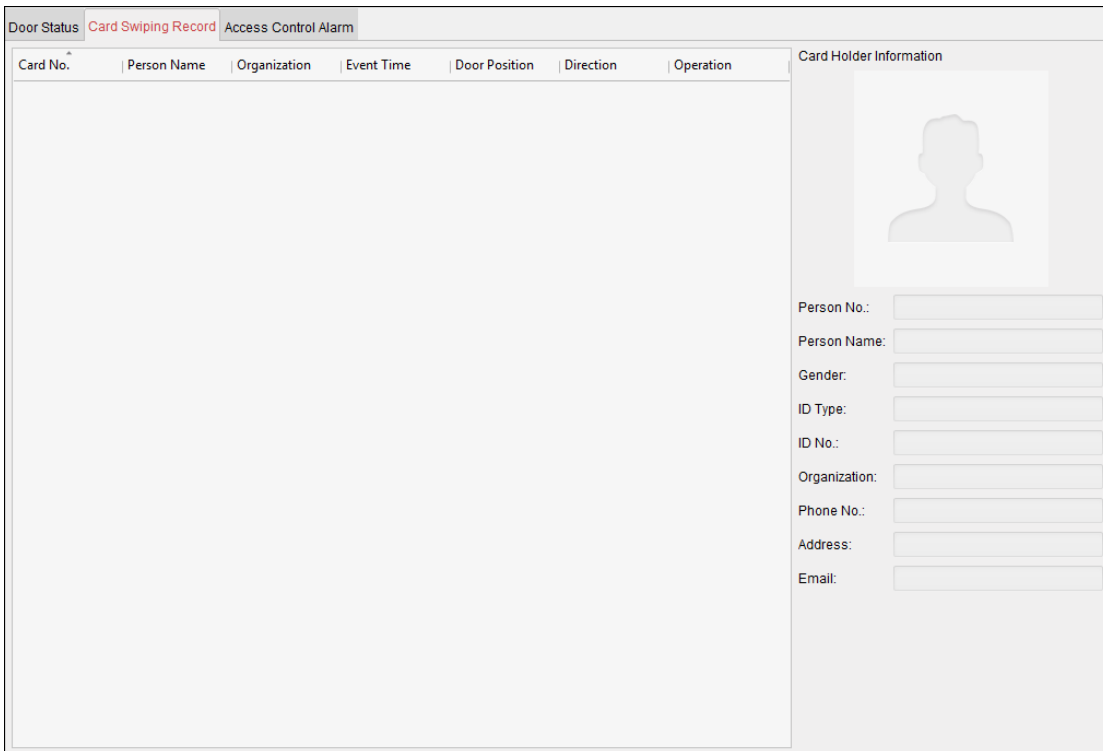 Door Status Card Swiping Record Access Control Alarm
Card No. Person Name Organization Event Time Door Position Direction Operation
Card Holder Information
Person No.:
Person Name:
Gender:
ID Type:
ID No.:
Organization:
Phone No.:
Address:
Email: